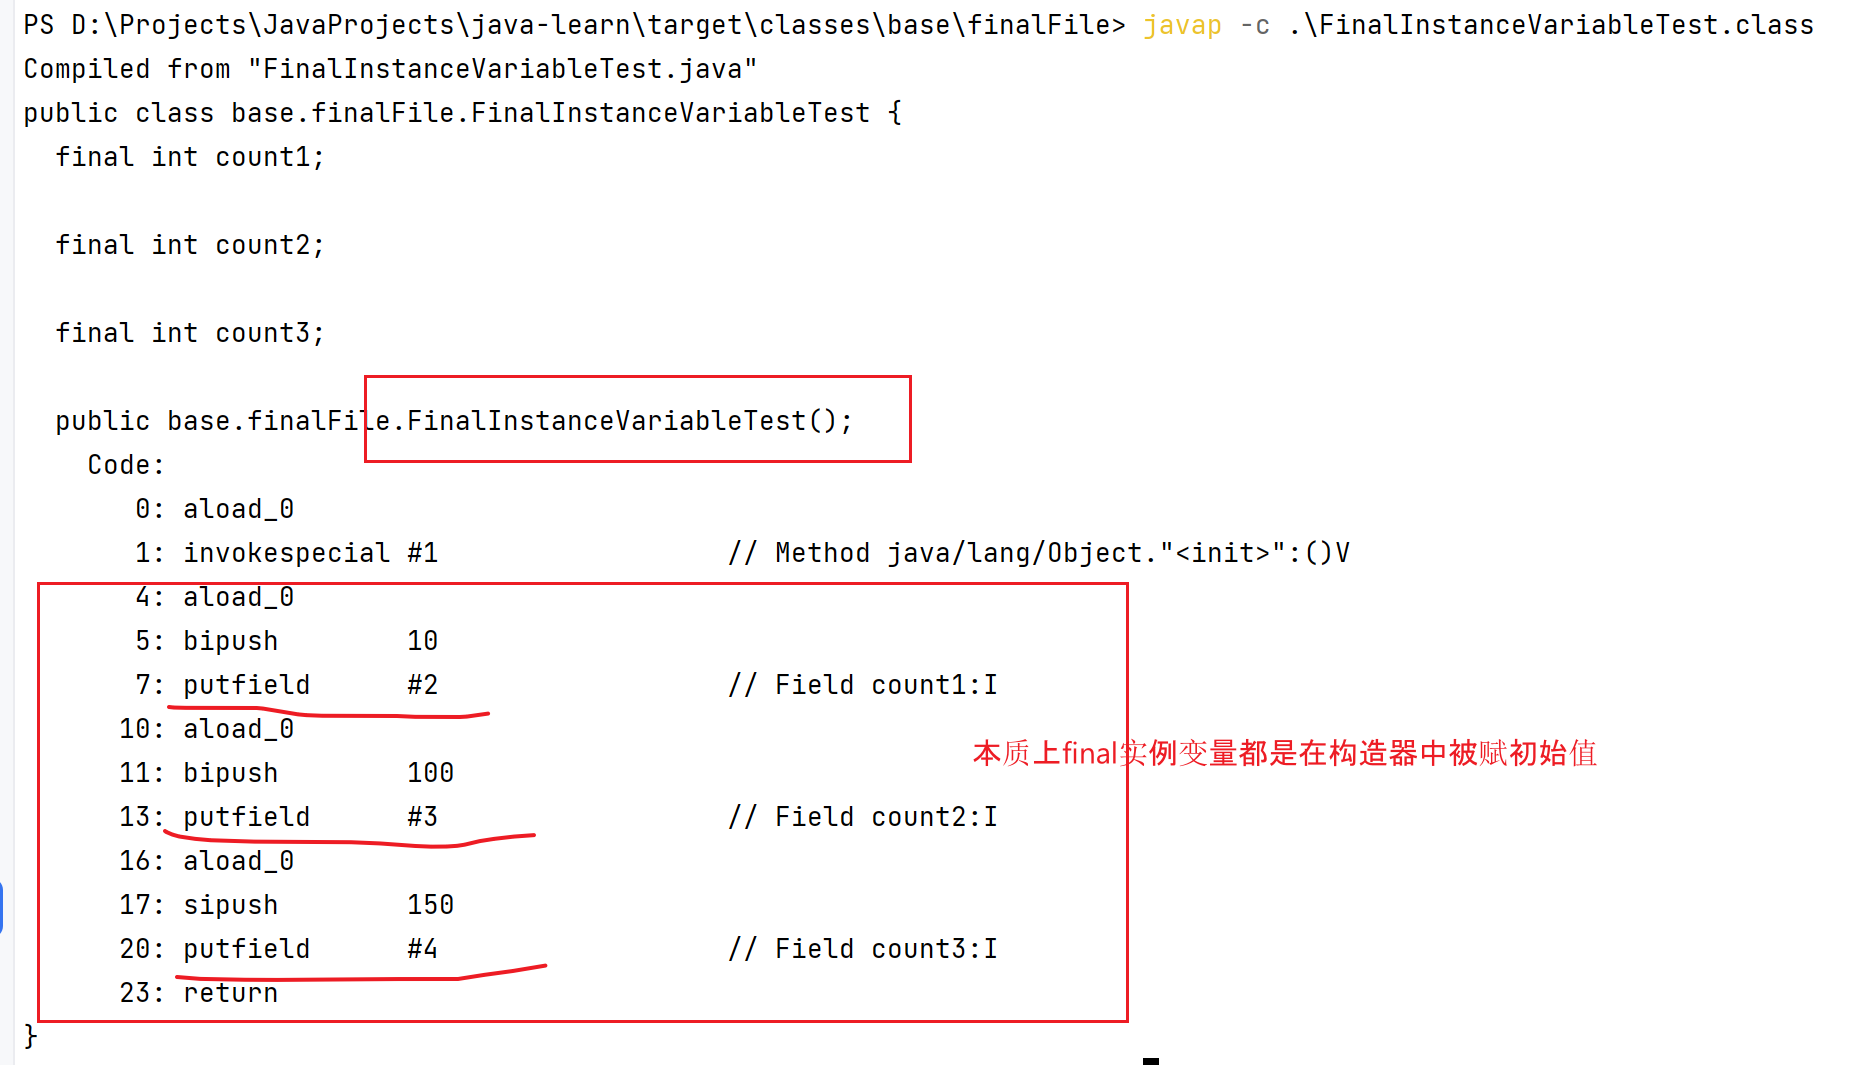 PS D:\Projects\JavaProjects\java-learn\target\classes\base\finalFile> javap -c .\FinalInstanceVariableTest.class
Compiled from "FinalInstanceVariableTest.java"
public class base.finalFile.FinalInstanceVariableTest {
  final int count1;
  final int count2;
  final int count3;
  public base.finalFile.FinalInstanceVariableTest();
    Code:
       0: aload_0
       1: invokespecial #1                  // Method java/lang/Object."<init>":()V
       4: aload_0
       5: bipush        10
       7: putfield      #2                  // Field count1:I
      10: aload_0
本质上final实例变量都是在构造器中被赋初始值
      11: bipush        100
      13: putfield      #3                  // Field count2:I
      16: aload_0
      17: sipush        150
      20: putfield      #4                  // Field count3:I
      23: return
}